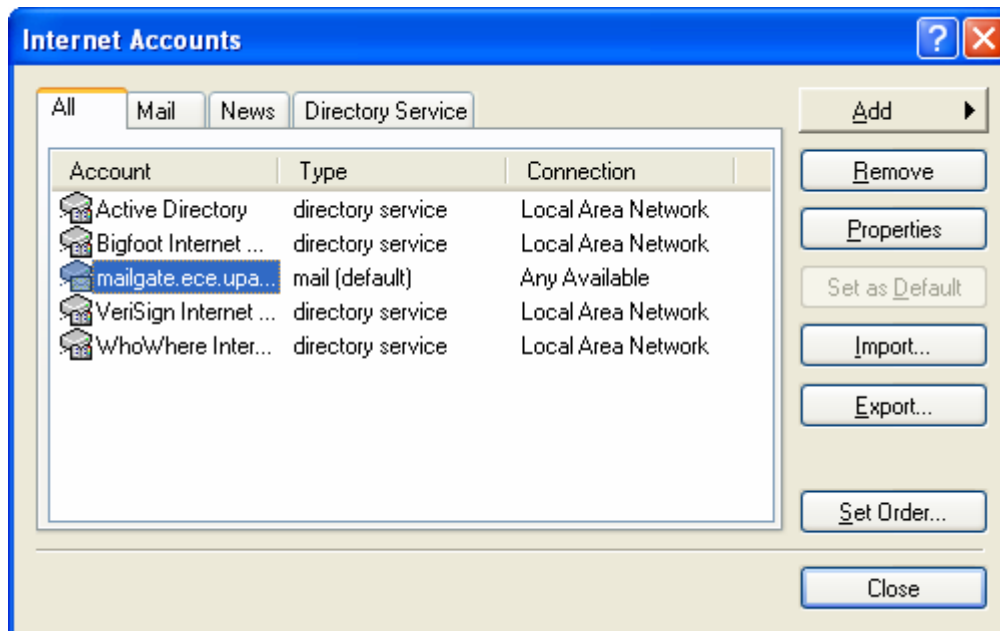 Internet Accounts
All Mail News Directory Service
Add
Account Type Connection
Remove
Active Directory directory service Local Area Network
Bigfoot Internet ... directory service Local Area Network
Properties
mailgate.ece.upa... mail (default) Any Available
Set as Default
VeriSign Internet ... directory service Local Area Network
WhoWhere Inter... directory service Local Area Network
Import...
Export...
Set Order...
Close